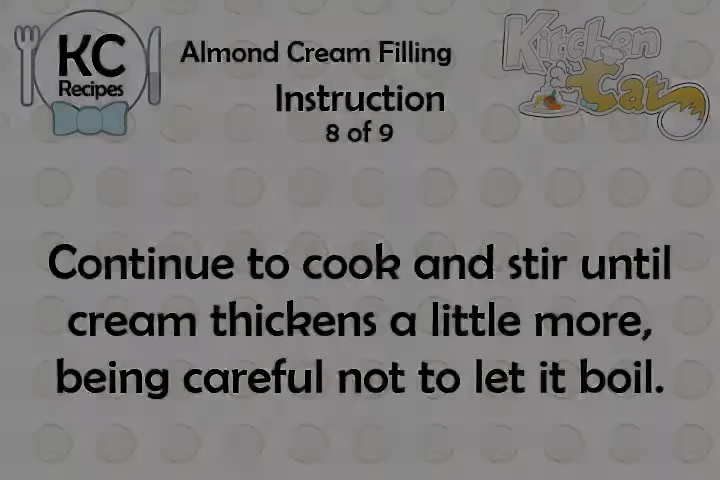 KC
Recipes
Almond Cream Filling
Instruction
8 of 9
Kitchen
Cat
Continue to cook and stir until
cream thickens a little more,
being careful not to let it boil.